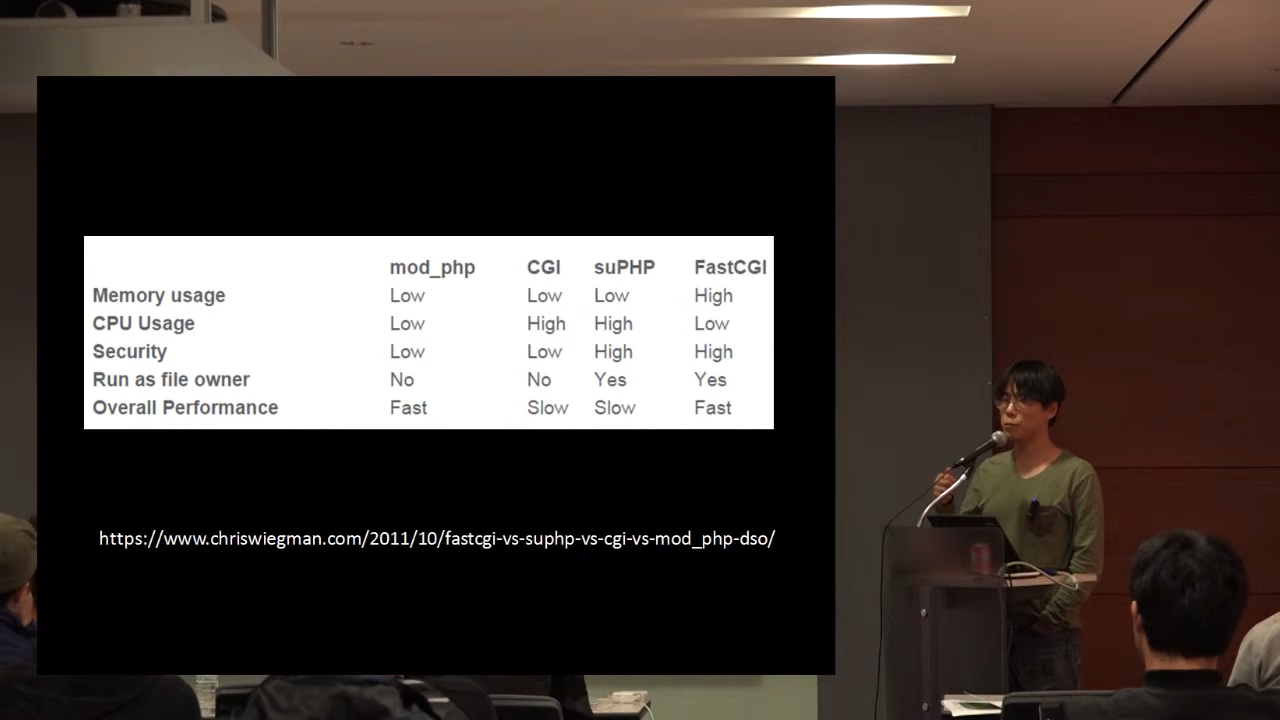 mod_php CGI suPHP FastCGI
Memory usage Low Low Low High
CPU Usage Low High High Low
Security Low Low High High
Run as file owner No No Yes Yes
Overall Performance Fast Slow Slow Fast
https://www.chriswiegman.com/2011/10/fastcgi-vs-suphp-vs-cgi-vs-mod_php-dso/